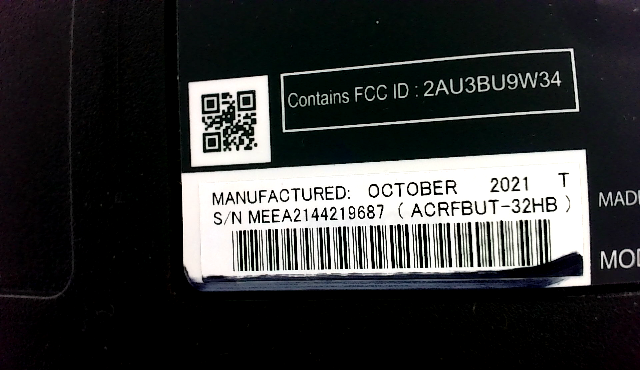 Contains FCC ID : 2AU3BU9W34
MANUFACTURED: OCTOBER 2021 T
S/N MEEA2144219687 ( ACRFBUT-32HB )